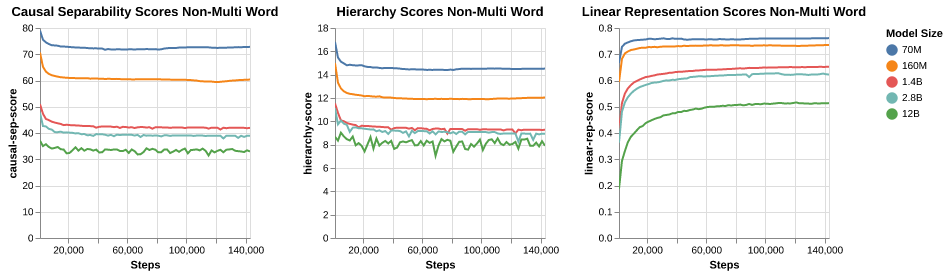 Causal Separability Scores Non-Multi Word
causal-sep-score
80
70
60
50
40
30
20
10
0
20,000 60,000 100,000 140,000
Steps
Hierarchy Scores Non-Multi Word
hierarchy-score
18
16
14
12
10
8
6
4
2
0
20,000 60,000 100,000 140,000
Steps
Linear Representation Scores Non-Multi Word
linear-rep-score
0.8
0.7
0.6
0.5
0.4
0.3
0.2
0.1
0.0
20,000 60,000 100,000 140,000
Steps
Model Size
70M
160M
1.4B
2.8B
12B